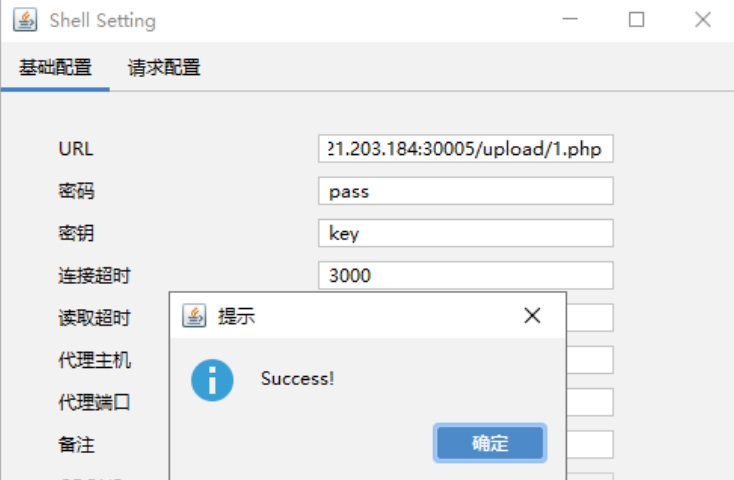 Shell Setting
基础配置 请求配置
URL 21.203.184:30005/upload/1.php
密码 pass
密钥 key
连接超时 3000
读取超时
提示
代理主机
Success!
代理端口
备注
确定